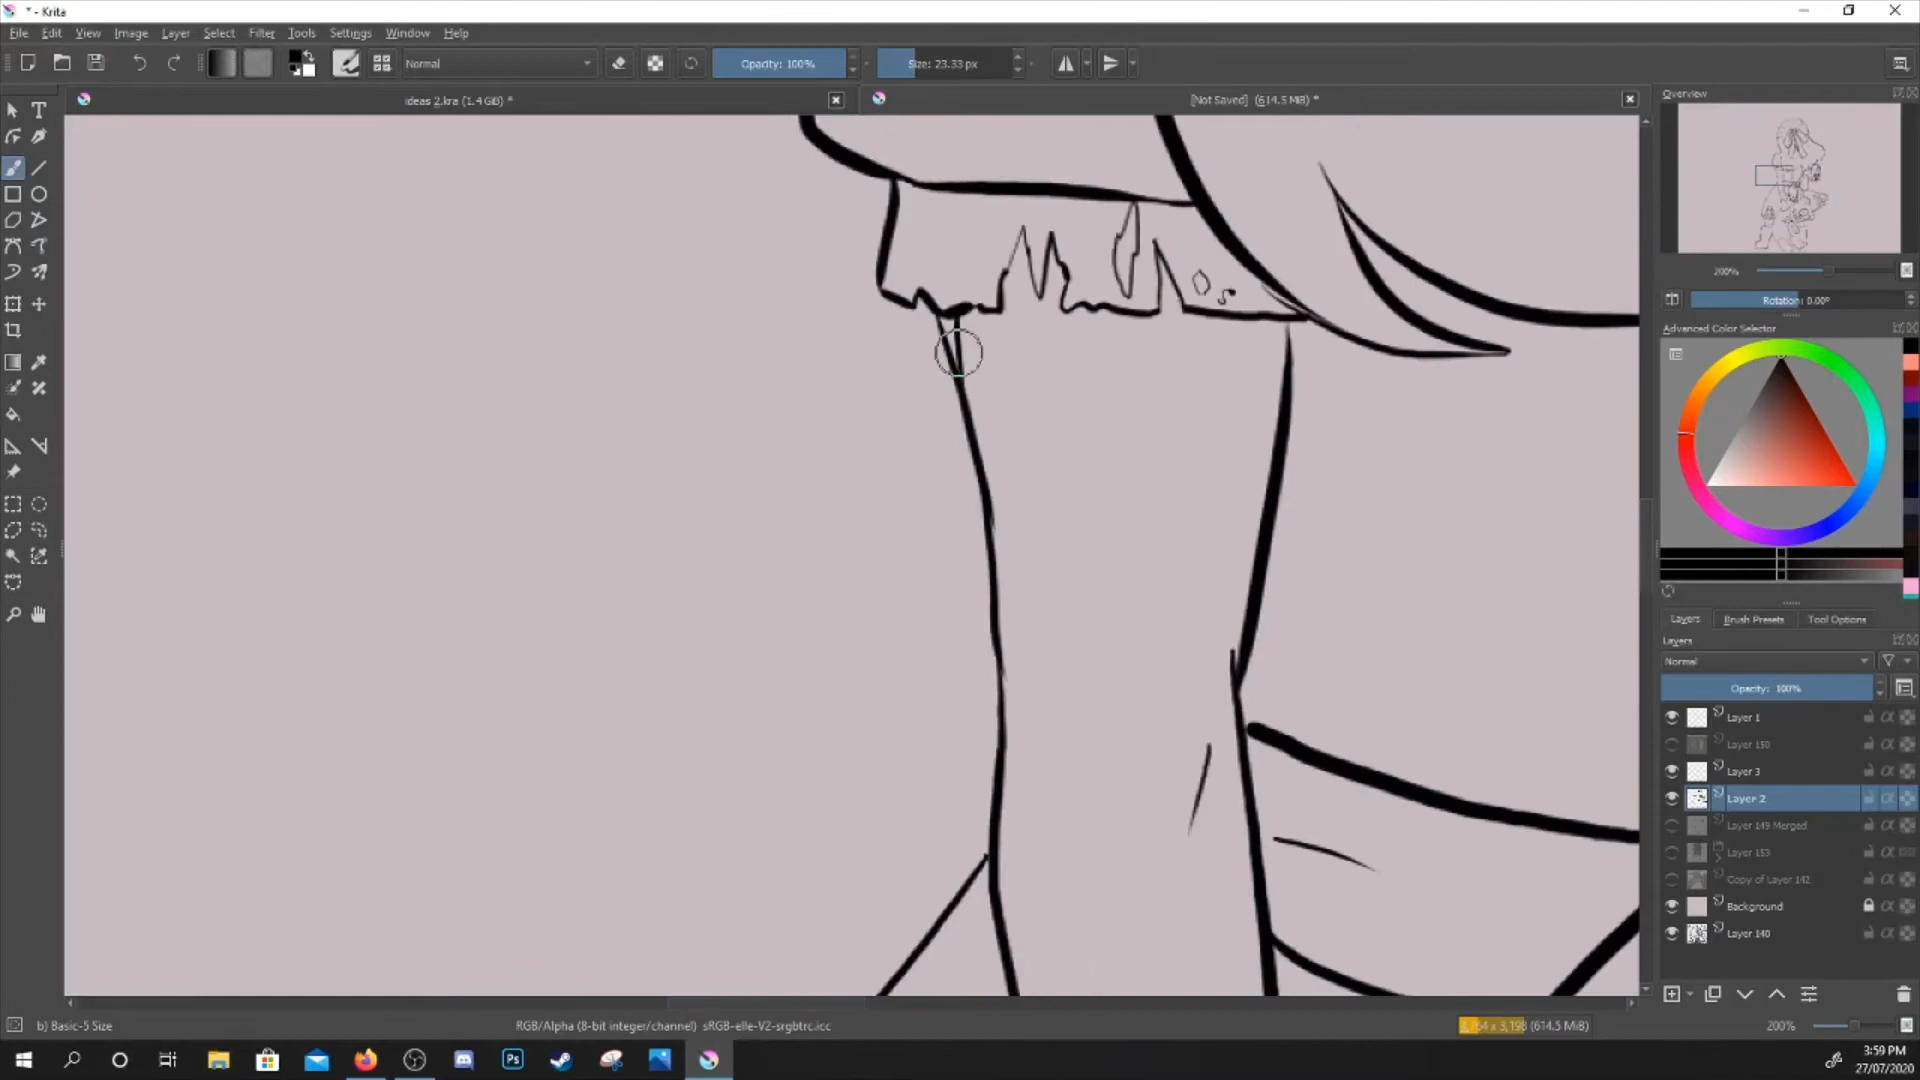 * - Krita
File Edit View Image Layer Select Filter Tools Settings Window Help
Normal
Opacity: 100%
Size: 23.33 px
ideas 2.kra (1.4 GiB) *
[Not Saved] (614.5 MiB) *
Overview
200%
Rotation: 0.00°
Advanced Color Selector
Layers Brush Presets Tool Options
Layers
Normal
Opacity: 100%
Layer 1
Layer 150
Layer 3
Layer 2
Layer 149 Merged
Layer 153
Copy of Layer 142
Background
Layer 140
b) Basic-5 Size
RGB/Alpha (8-bit integer/channel) sRGB-elle-V2-srgbtrc.icc
x 3,198 (614.5 MiB)
200%
Ps
3:59 PM
27/07/2020